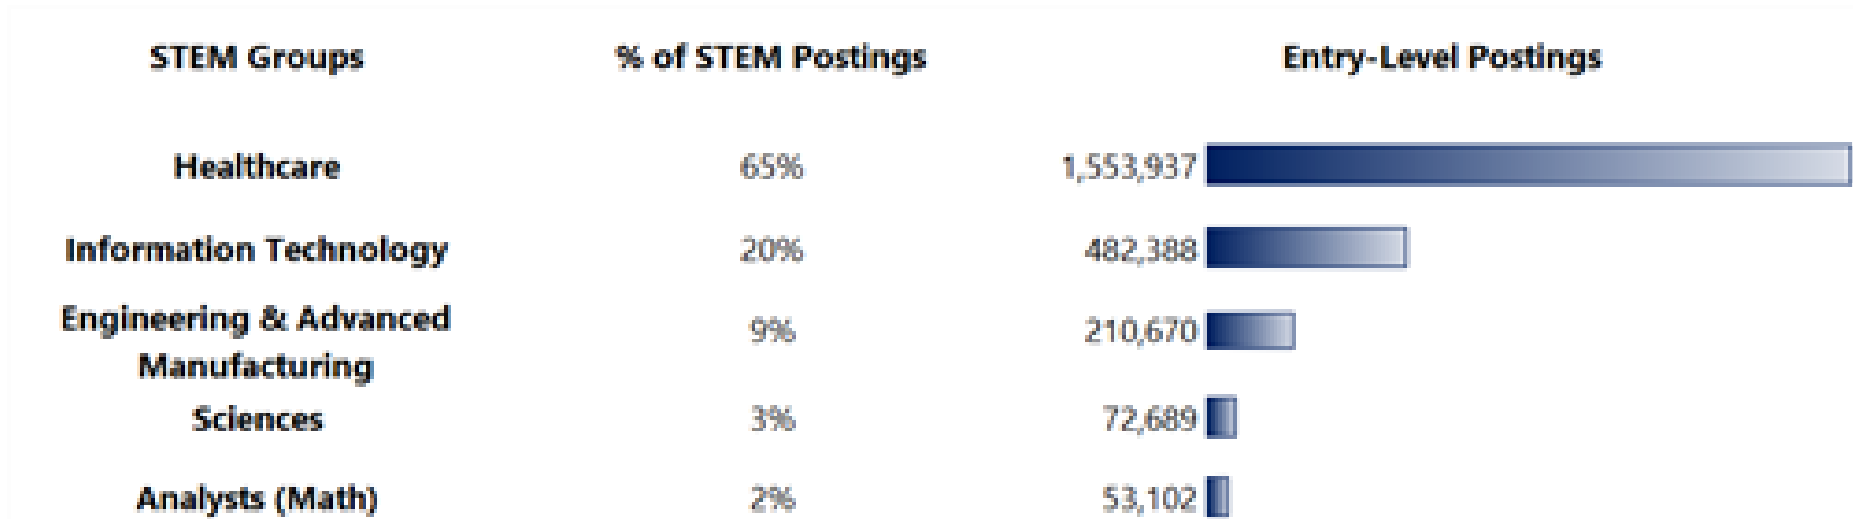 STEM Groups % of STEM Postings Entry-Level Postings
Healthcare 65% 1,553,937
Information Technology 20% 482,388
Engineering & Advanced
Manufacturing 9% 210,670
Sciences 3% 72,689
Analysts (Math) 2% 53,102